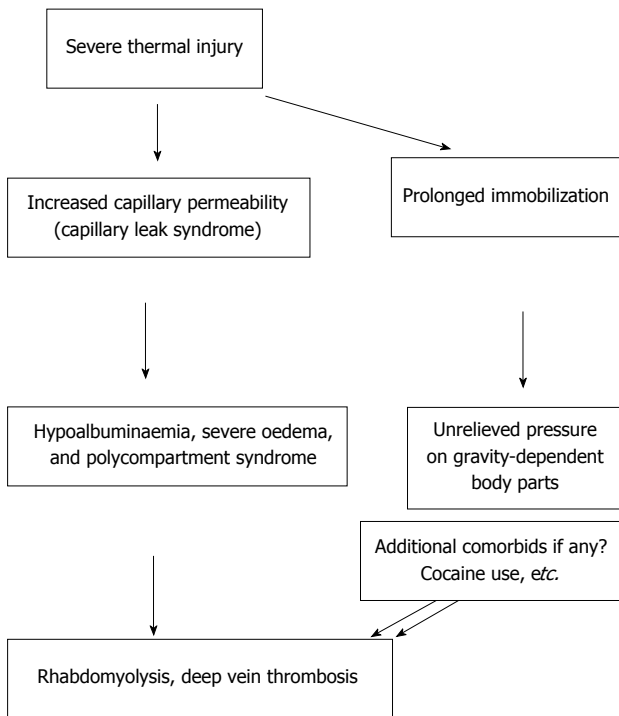 Severe thermal injury
Increased capillary permeability
(capillary leak syndrome)
Prolonged immobilization
Hypoalbuminaemia, severe oedema,
and polycompartment syndrome
Unrelieved pressure
on gravity-dependent
body parts
Additional comorbids if any?
Cocaine use, etc.
Rhabdomyolysis, deep vein thrombosis